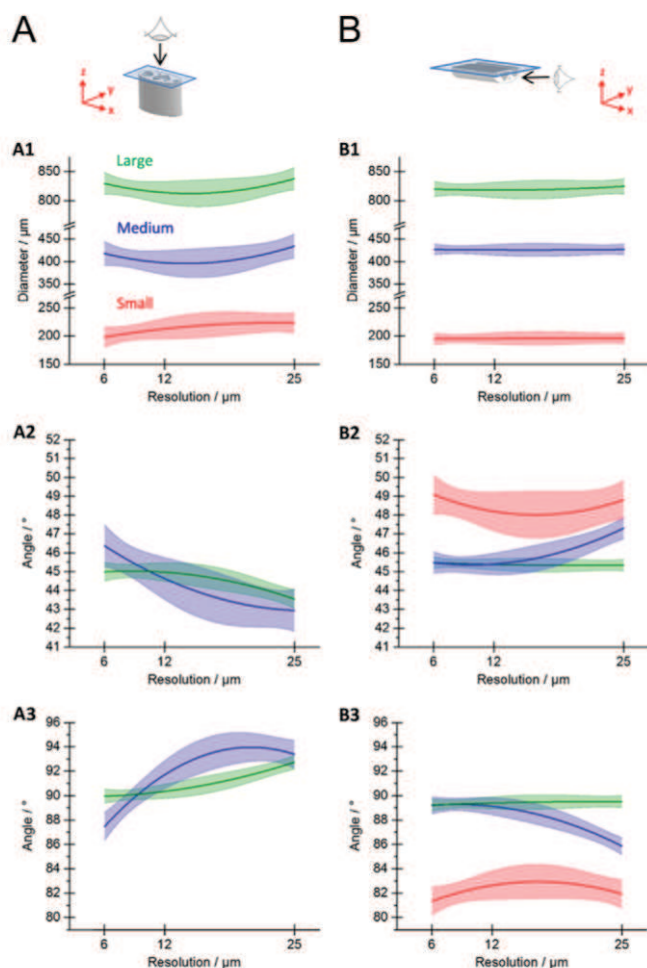 A
B
z
y
x
z
y
x
A1
Large
Medium
Small
850
800
450
400
350
250
200
150
Diameter / µm
6
12
25
Resolution / µm
B1
850
800
450
400
350
250
200
150
Diameter / µm
6
12
25
Resolution / µm
A2
52
51
50
49
48
47
46
45
44
43
42
41
Angle / °
6
12
25
Resolution / µm
B2
52
51
50
49
48
47
46
45
44
43
42
41
Angle / °
6
12
25
Resolution / µm
A3
96
94
92
90
88
86
84
82
80
Angle / °
6
12
25
Resolution / µm
B3
96
94
92
90
88
86
84
82
80
Angle / °
6
12
25
Resolution / µm